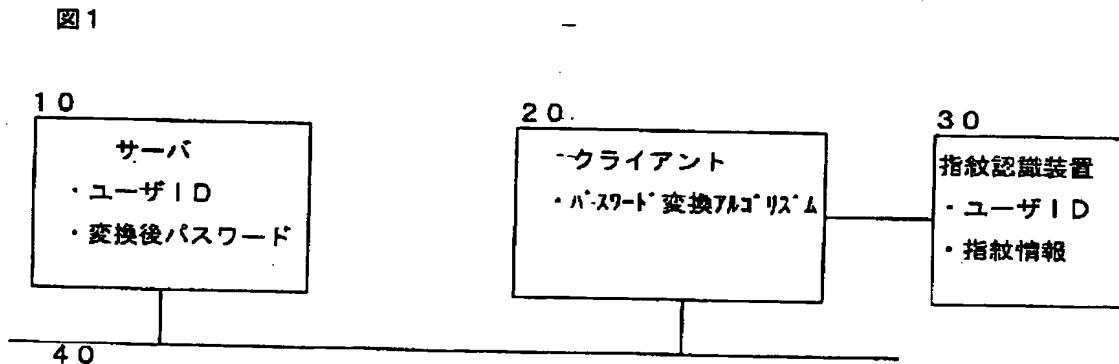 図1
10
サーバ
・ユーザID
・変換後パスワード
20
クライアント
・パスワード変換アルゴリズム
30
指紋認識装置
・ユーザID
・指紋情報
40